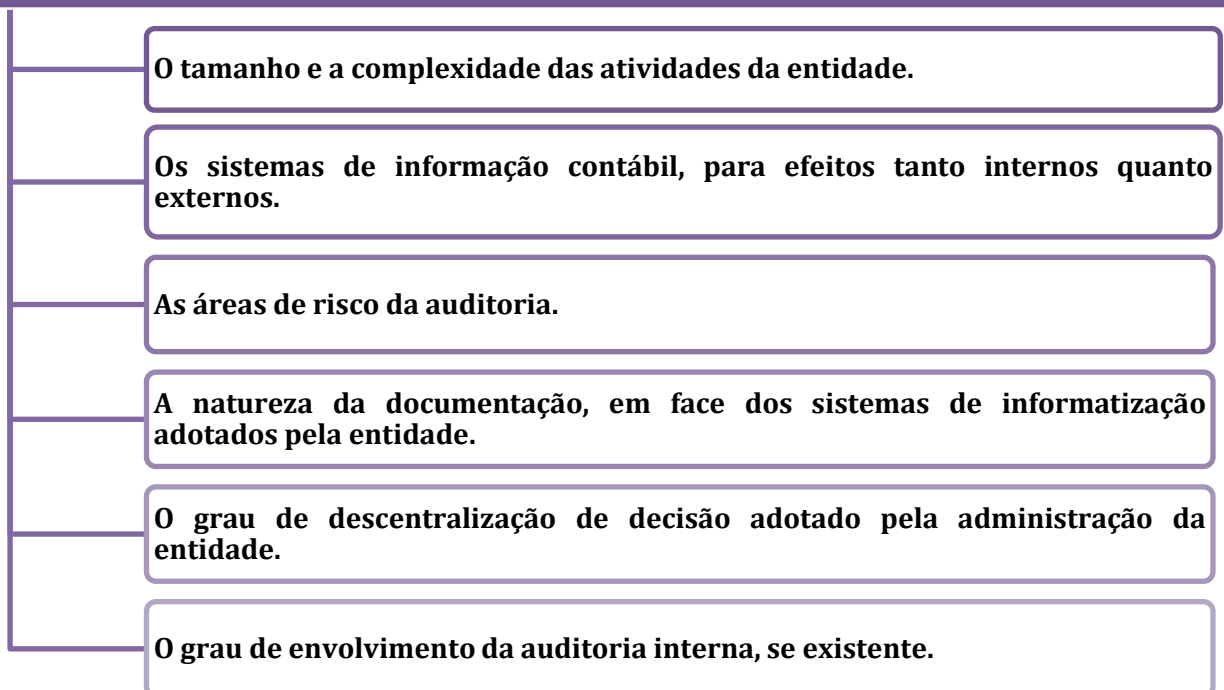 O tamanho e a complexidade das atividades da entidade.
Os sistemas de informação contábil, para efeitos tanto internos quanto
externos.
As áreas de risco da auditoria.
A natureza da documentação, em face dos sistemas de informatização
adotados pela entidade.
O grau de descentralização de decisão adotado pela administração da
entidade.
O grau de envolvimento da auditoria interna, se existente.